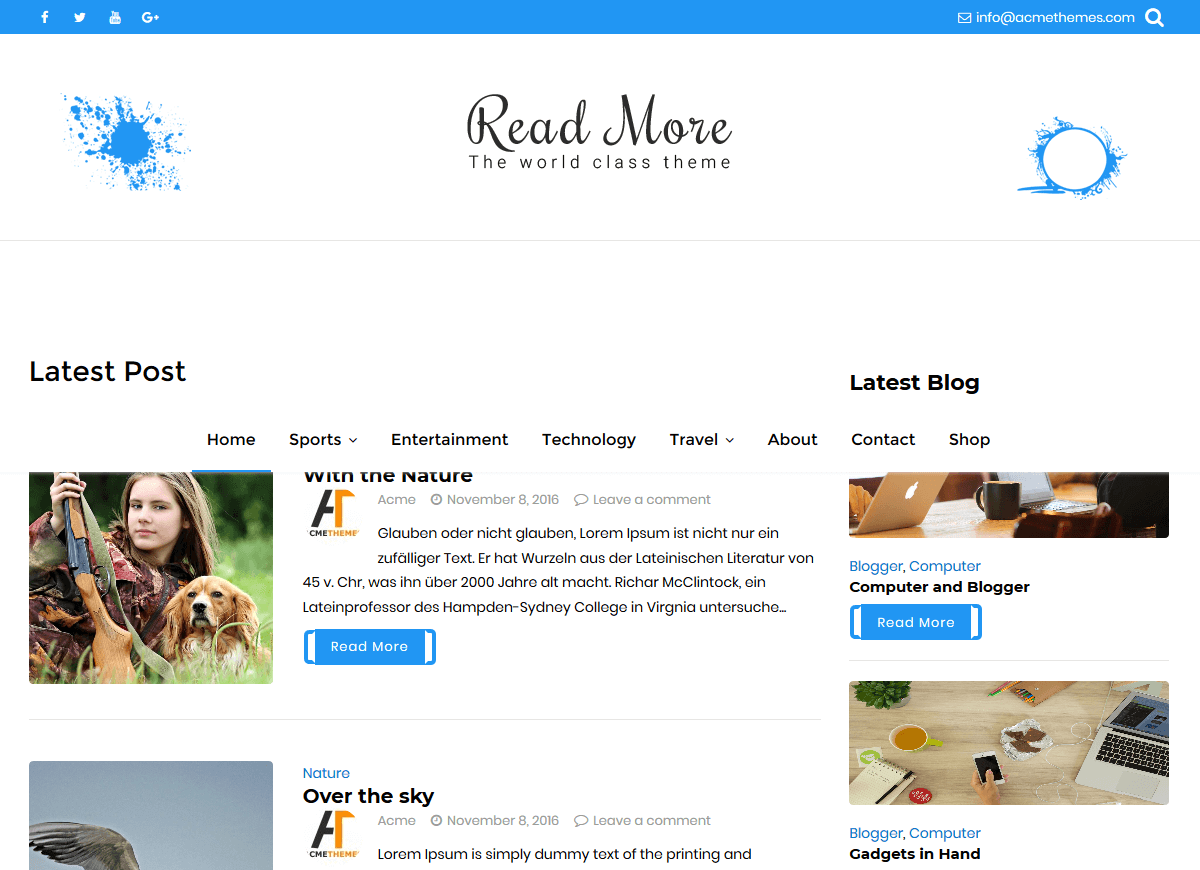 info@acmethemes.com
Read More
The world class theme
Latest Post
Latest Blog
Home Sports Entertainment Technology Travel About Contact Shop
With the Nature
Acme November 8, 2016 Leave a comment
CMETHEME
Glauben oder nicht glauben, Lorem Ipsum ist nicht nur ein
zufälliger Text. Er hat Wurzeln aus der Lateinischen Literatur von
45 v. Chr, was ihn über 2000 Jahre alt macht. Richar McClintock, ein
Lateinprofessor des Hampden-Sydney College in Virgnia untersuche...
Read More
Blogger, Computer
Computer and Blogger
Read More
Nature
Over the sky
Acme November 8, 2016 Leave a comment
CMETHEME
Lorem Ipsum is simply dummy text of the printing and
Blogger, Computer
Gadgets in Hand